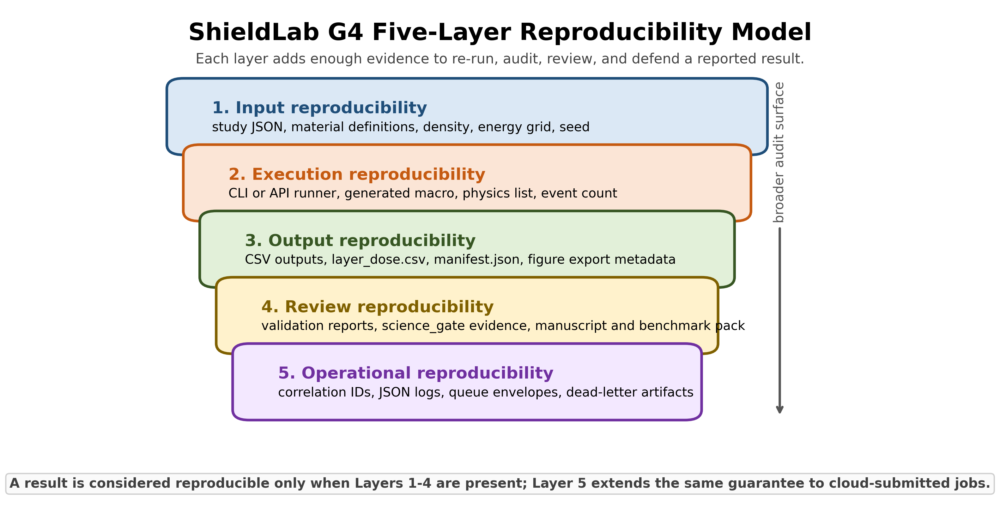 ShieldLab G4 Five-Layer Reproducibility Model
Each layer adds enough evidence to re-run, audit, review, and defend a reported result.
1. Input reproducibility
study JSON, material definitions, density, energy grid, seed
broader audit surface
2. Execution reproducibility
CLI or API runner, generated macro, physics list, event count
3. Output reproducibility
CSV outputs, layer_dose.csv, manifest.json, figure export metadata
4. Review reproducibility
validation reports, science_gate evidence, manuscript and benchmark pack
5. Operational reproducibility
correlation IDs, JSON logs, queue envelopes, dead-letter artifacts
A result is considered reproducible only when Layers 1-4 are present; Layer 5 extends the same guarantee to cloud-submitted jobs.